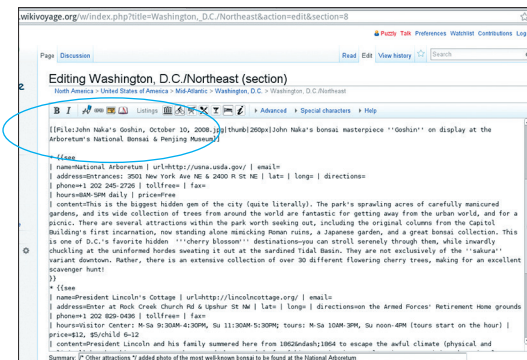 .wikivoyage.org/w/index.php?title=Washington,_D.C./Northeast&action=edit&section=8
Puzzly Talk Preferences Watchlist Contributions Log
Page Discussion Read Edit View history Search
Editing Washington, D.C./Northeast (section)
North America > United States of America > Mid-Atlantic > Washington, D.C. > Washington, D.C./Northeast
B I Listings Advanced Special characters Help
[[File:John Naka's Goshin, October 10, 2008.jpg|thumb|260px|John Naka's bonsai masterpiece ''Goshin'' on display at the
Arboretum's National Bonsai & Penjing Museum]]
* {{see
| name=National Arboretum | url=http://usna.usda.gov/ | email=
| address=Entrances: 3501 New York Ave NE & 2400 R St NE | lat= | long= | directions=
| phone=+1 202 245-2726 | tollfree= | fax=
| hours=8AM-5PM daily | price=Free
| content=This is the biggest hidden gem of the city (quite literally). The park's sprawling acres of carefully manicured
gardens, and its wide collection of trees from around the world are fantastic for getting away from the urban world, and for a
picnic. There are several attractions within the park worth seeking out, including the original columns from the Capitol
Building's first incarnation, now standing alone mimicking Roman ruins, a Japanese garden, and a great bonsai collection. This
is one of D.C.'s favorite hidden '''cherry blossom''' destinations—you can stroll serenely through them, while inwardly
chuckling at the uninformed hordes sweating it out at the sardined Tidal Basin. They are not exclusively of the ''sakura''
variant downtown. Rather, there is an extensive collection of over 30 different flowering cherry trees, making for an excellent
scavenger hunt!
}}
* {{see
| name=President Lincoln's Cottage | url=http://lincolncottage.org/ | email=
| address=Enter at Rock Creek Church Rd & Upshur St NW | lat= | long= | directions=on the Armed Forces' Retirement Home grounds
| phone=+1 202 829-0436 | tollfree= | fax=
| hours=Visitor Center: M-Sa 9:30AM-4:30PM, Su 11:30AM-5:30PM; tours: M-Sa 10AM-3PM, Su noon-4PM (tours start on the hour) |
price=$12, $5/child 6-12
| content=President Lincoln and his family summered here from 1862&ndash;1864 to escape the awful climate (physical and
Summary: /* Other attractions */ added photo of the most well-known bonsai to be found at the National Arboretum